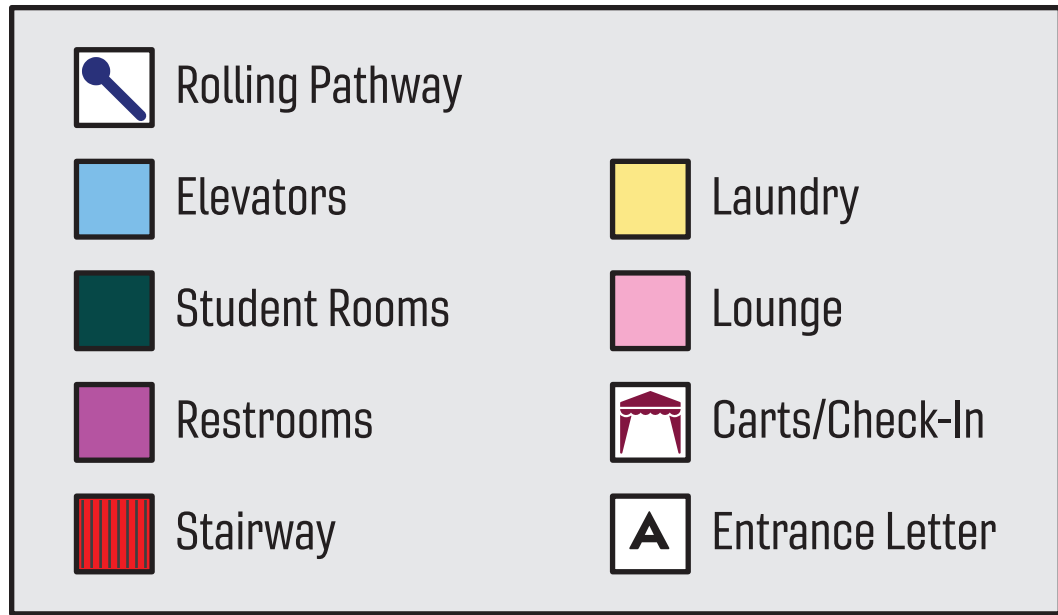 Rolling Pathway
Elevators
Student Rooms
Restrooms
Stairway
Laundry
Lounge
Carts/Check-In
A
Entrance Letter